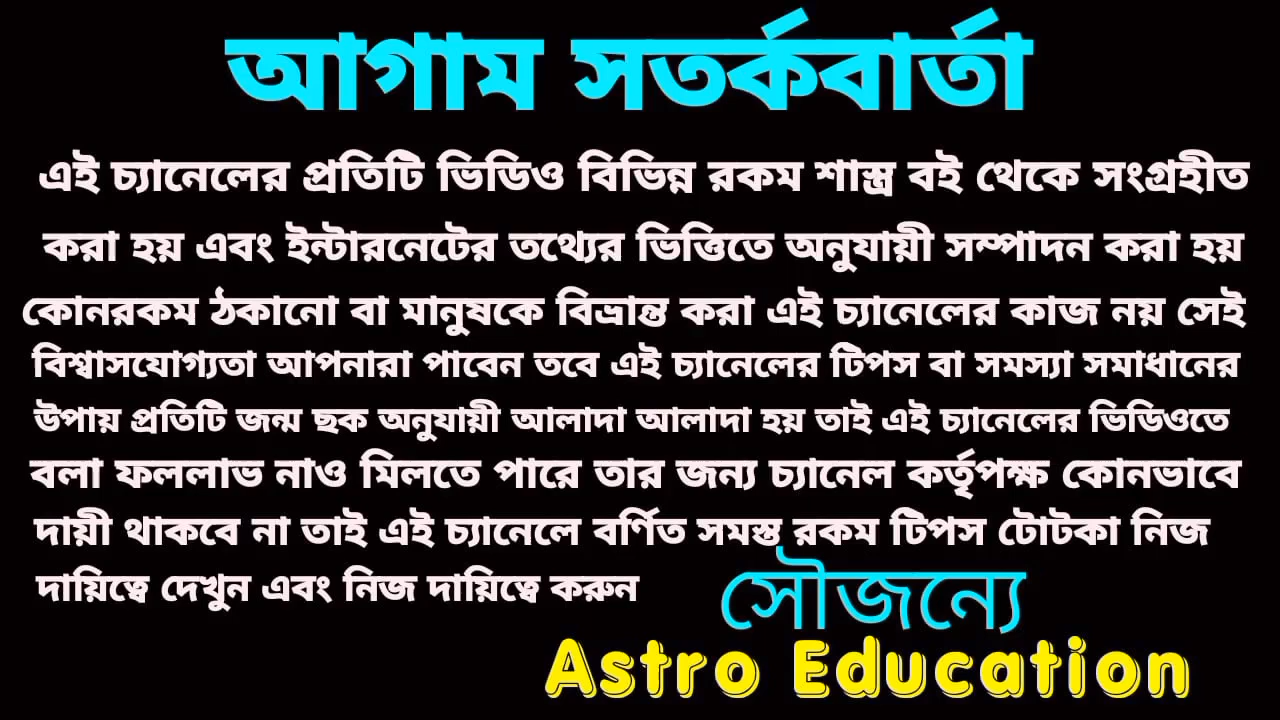 আগাম সতর্কবার্তা
এই চ্যানেলের প্রতিটি ভিডিও বিভিন্ন রকম শাস্ত্র বই থেকে সংগ্রহীত
করা হয় এবং ইন্টারনেটের তথ্যের ভিত্তিতে অনুযায়ী সম্পাদন করা হয়
কোনরকম ঠকানো বা মানুষকে বিভ্রান্ত করা এই চ্যানেলের কাজ নয় সেই
বিশ্বাসযোগ্যতা আপনারা পাবেন তবে এই চ্যানেলের টিপস বা সমস্যা সমাধানের
উপায় প্রতিটি জন্ম ছক অনুযায়ী আলাদা আলাদা হয় তাই এই চ্যানেলের ভিডিওতে
বলা ফললাভ নাও মিলতে পারে তার জন্য চ্যানেল কর্তৃপক্ষ কোনভাবে
দায়ী থাকবে না তাই এই চ্যানেলে বর্ণিত সমস্ত রকম টিপস টোটকা নিজ
দায়িত্বে দেখুন এবং নিজ দায়িত্বে করুন
সৌজন্যে
Astro Education